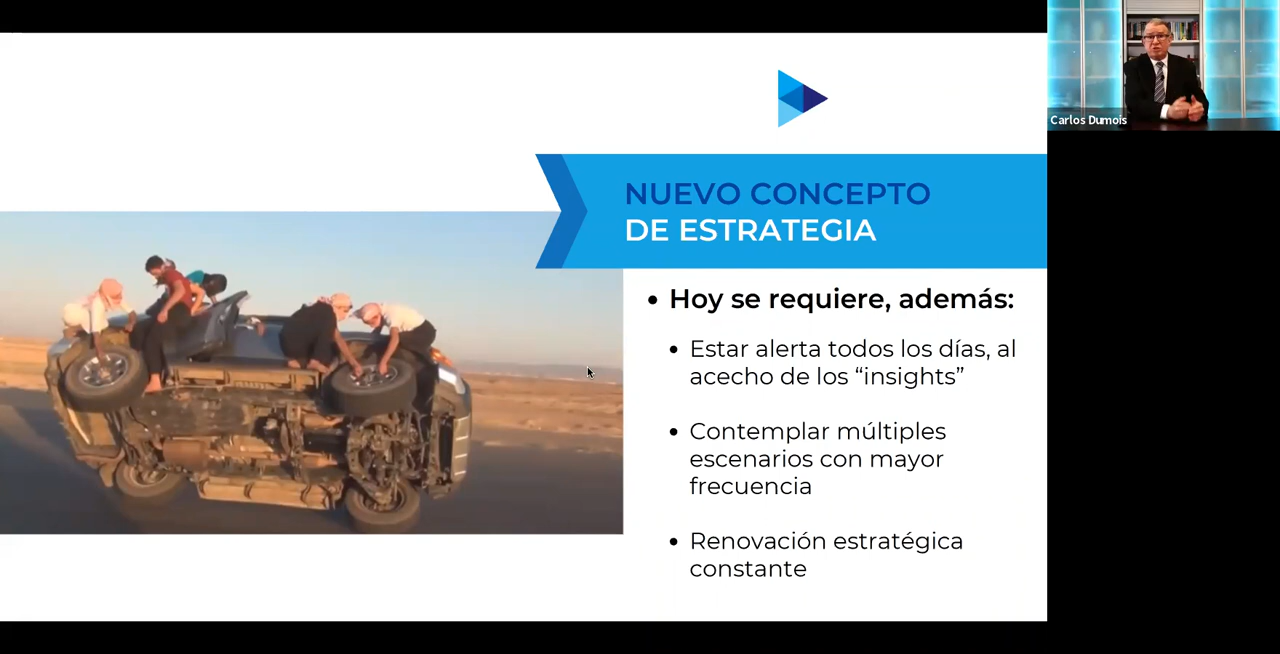 Carlos Dumois
NUEVO CONCEPTO
DE ESTRATEGIA
• Hoy se requiere, además:
• Estar alerta todos los días, al
acecho de los “insights”
• Contemplar múltiples
escenarios con mayor
frecuencia
• Renovación estratégica
constante